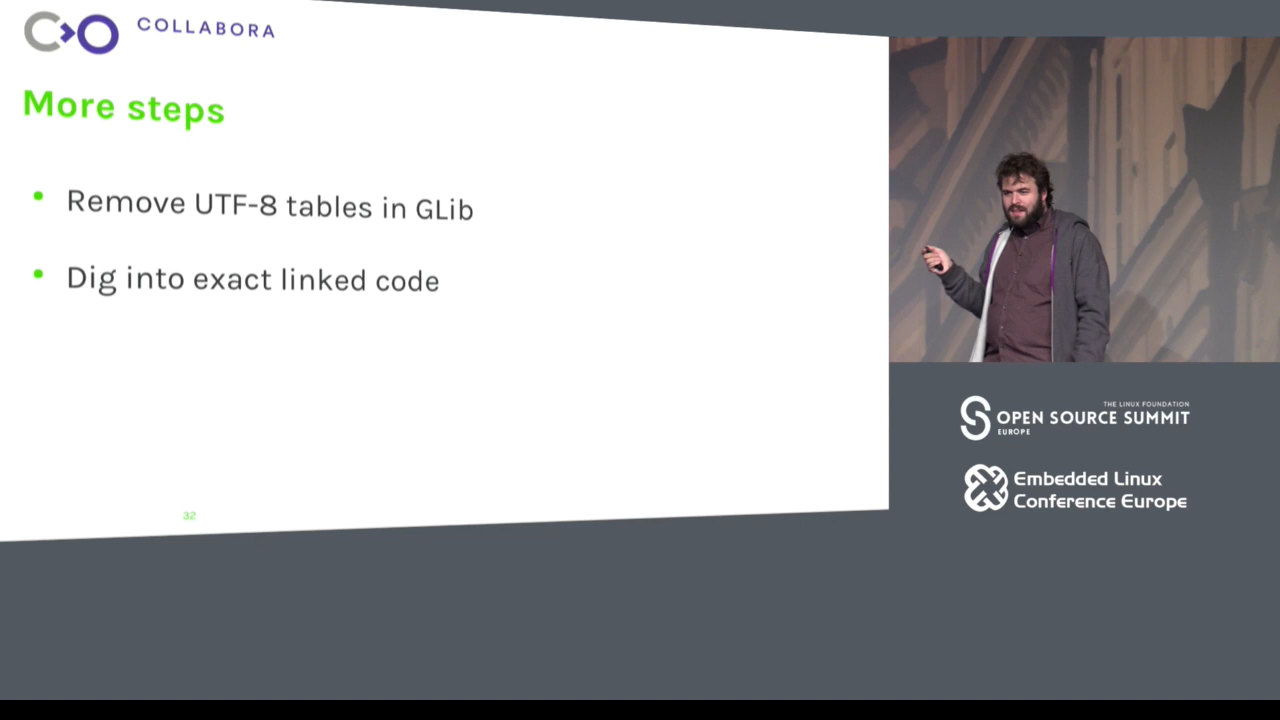 COLLABORA
More steps
Remove UTF-8 tables in GLib
Dig into exact linked code
32
THE LINUX FOUNDATION
OPEN SOURCE SUMMIT
EUROPE
Embedded Linux
Conference Europe